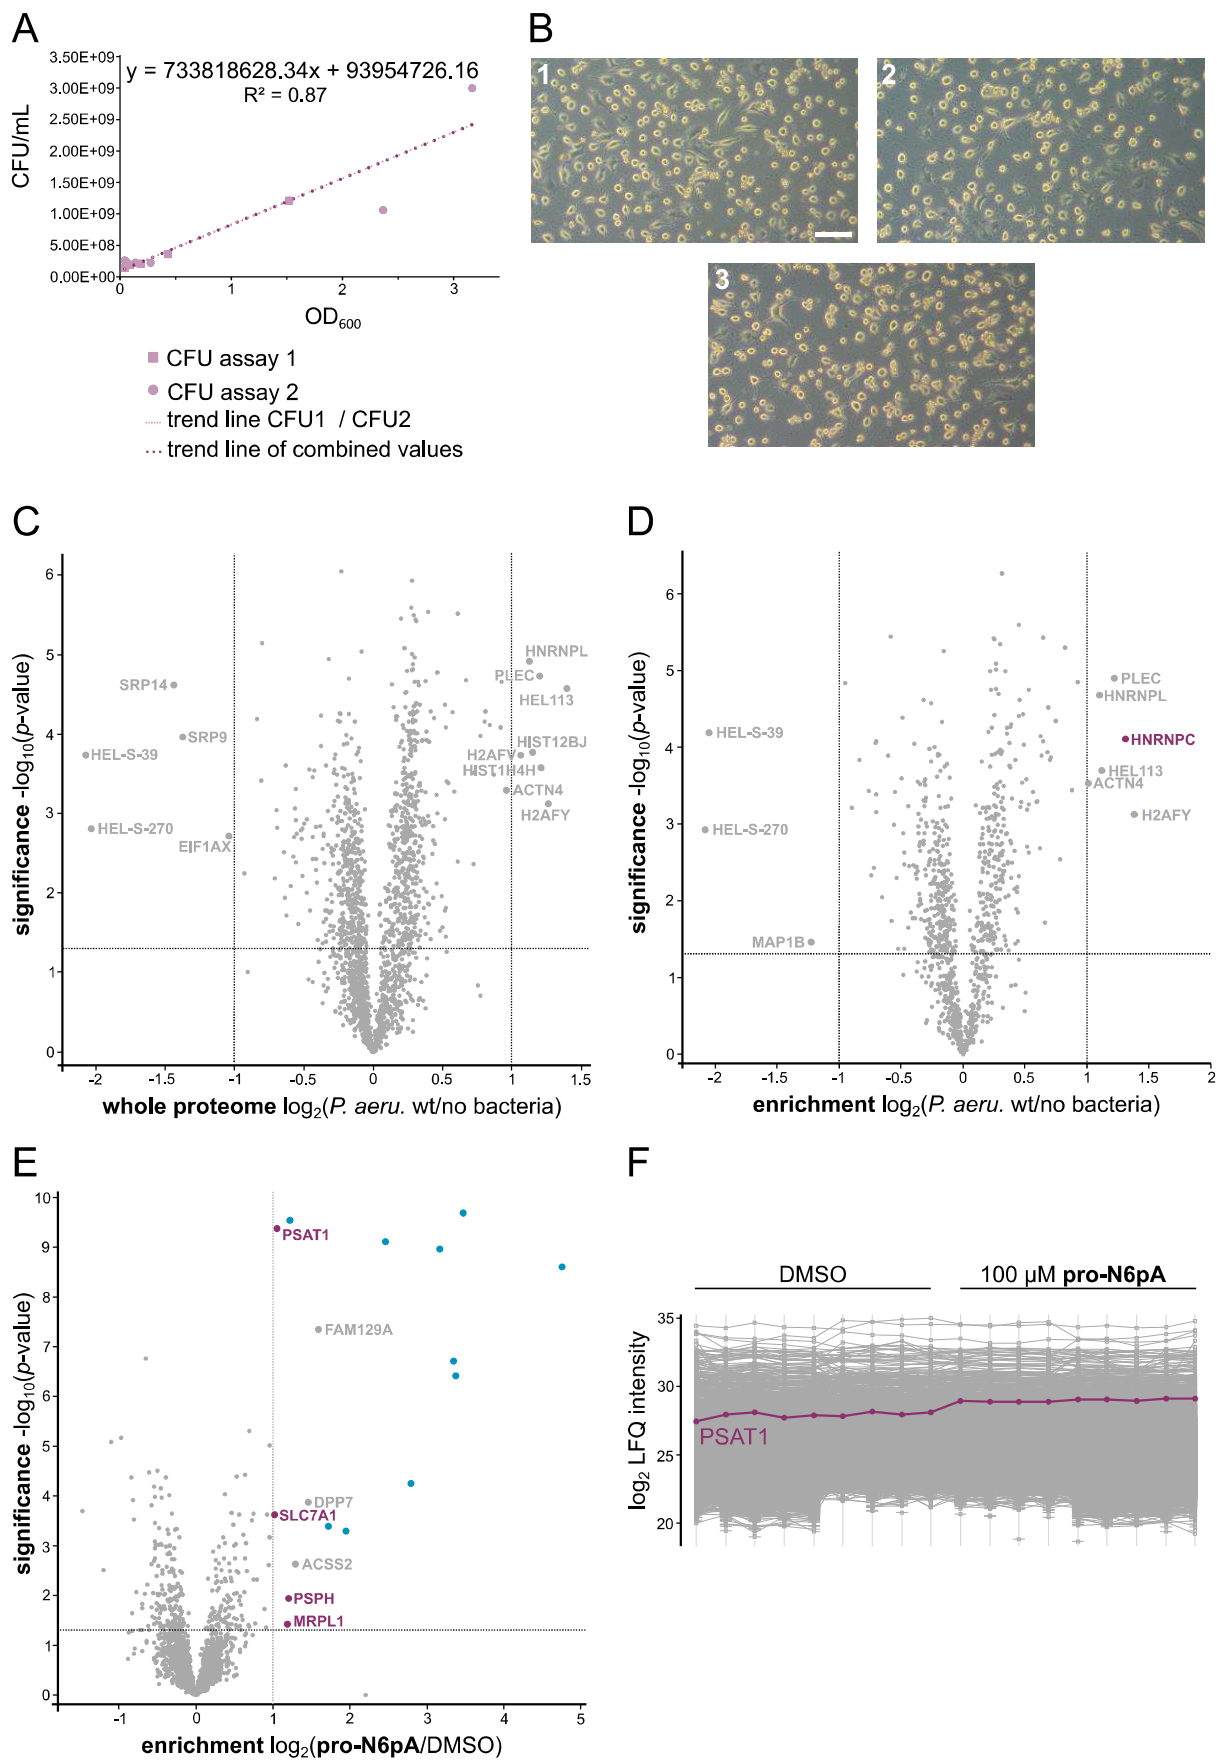 A
3.50E+09
y = 733818628.34x + 93954726.16
R² = 0.87
3.00E+09
2.50E+09
2.00E+09
1.50E+09
1.00E+09
5.00E+08
0.00E+00
CFU/mL
0 1 2 3
OD600
CFU assay 1
CFU assay 2
trend line CFU1 / CFU2
trend line of combined values
B
1
2
3
C
significance -log10(p-value)
6
5
4
3
2
1
0
HNRNPL
PLEC
SRP14
HEL113
SRP9
HIST12BJ
HEL-S-39
H2AFV
HIST1H4H
ACTN4
H2AFY
HEL-S-270
EIF1AX
-2 -1.5 -1 -0.5 0 0.5 1 1.5
whole proteome log2(P. aeru. wt/no bacteria)
D
significance -log10(p-value)
6
5
4
3
2
1
0
PLEC
HNRNPL
HEL-S-39
HNRNPC
HEL113
ACTN4
H2AFY
HEL-S-270
MAP1B
-2 -1.5 -1 -0.5 0 0.5 1 1.5 2
enrichment log2(P. aeru. wt/no bacteria)
E
significance -log10(p-value)
10
9
8
7
6
5
4
3
2
1
0
PSAT1
FAM129A
DPP7
SLC7A1
ACSS2
PSPH
MRPL1
-1 0 1 2 3 4 5
enrichment log2(pro-N6pA/DMSO)
F
DMSO
100 µM pro-N6pA
log2 LFQ intensity
35
30
25
20
PSAT1